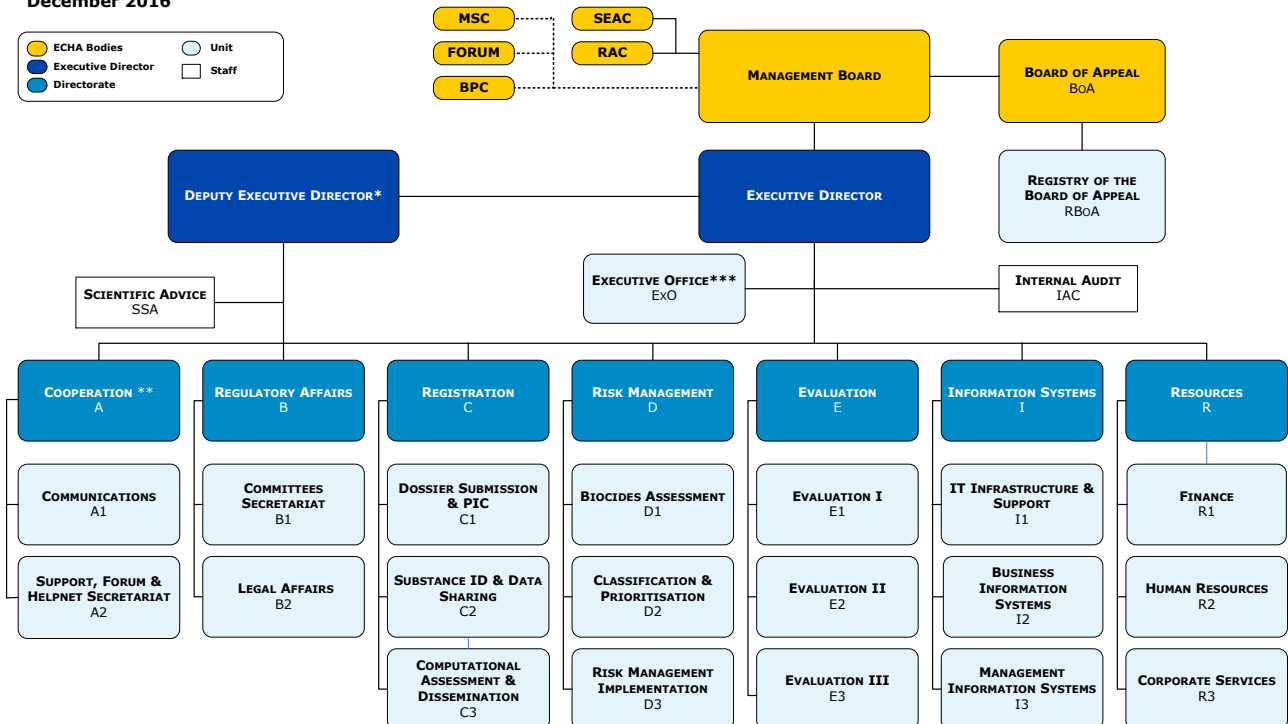 December 2016
ECHA Bodies
Unit
Executive Director
Staff
Directorate
MSC
SEAC
FORUM
RAC
BPC
MANAGEMENT BOARD
BOARD OF APPEAL
BOA
DEPUTY EXECUTIVE DIRECTOR*
EXECUTIVE DIRECTOR
REGISTRY OF THE
BOARD OF APPEAL
RBOA
SCIENTIFIC ADVICE
SSA
EXECUTIVE OFFICE***
EXO
INTERNAL AUDIT
IAC
COOPERATION **
A
REGULATORY AFFAIRS
B
REGISTRATION
C
RISK MANAGEMENT
D
EVALUATION
E
INFORMATION SYSTEMS
I
RESOURCES
R
COMMUNICATIONS
A1
COMMITTEES
SECRETARIAT
B1
DOSSIER SUBMISSION
& PIC
C1
BIOCIDES ASSESSMENT
D1
EVALUATION I
E1
IT INFRASTRUCTURE &
SUPPORT
I1
FINANCE
R1
SUPPORT, FORUM &
HELPNET SECRETARIAT
A2
LEGAL AFFAIRS
B2
SUBSTANCE ID & DATA
SHARING
C2
CLASSIFICATION &
PRIORITISATION
D2
EVALUATION II
E2
BUSINESS
INFORMATION
SYSTEMS
I2
HUMAN RESOURCES
R2
COMPUTATIONAL
ASSESSMENT &
DISSEMINATION
C3
RISK MANAGEMENT
IMPLEMENTATION
D3
EVALUATION III
E3
MANAGEMENT
INFORMATION SYSTEMS
I3
CORPORATE SERVICES
R3